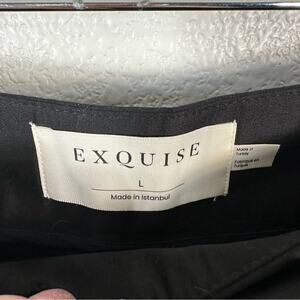 EXQUISE
L
Made in Istanbul
Made in
Turkey
Fabriqué en
Turquie